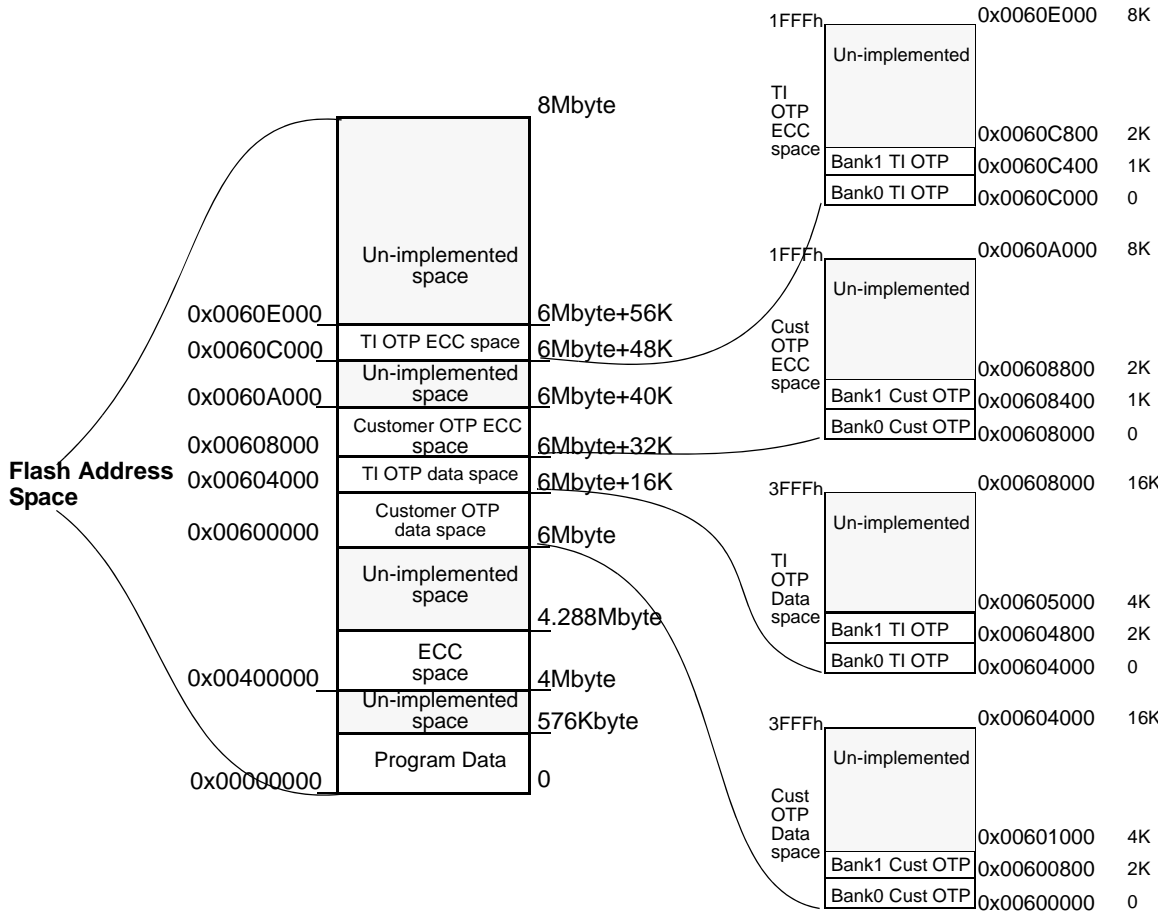 Flash Address
Space
8Mbyte
Un-implemented
space
0x0060E000
6Mbyte+56K
TI OTP ECC space
0x0060C000
6Mbyte+48K
Un-implemented
space
0x0060A000
6Mbyte+40K
Customer OTP ECC
space
0x00608000
6Mbyte+32K
TI OTP data space
0x00604000
6Mbyte+16K
Customer OTP
data space
0x00600000
6Mbyte
Un-implemented
space
4.288Mbyte
ECC
space
0x00400000
4Mbyte
Un-implemented
space
576Kbyte
Program Data
0x00000000
0
1FFFh
0x0060E000 8K
Un-implemented
TI
OTP
ECC
space
0x0060C800 2K
Bank1 TI OTP
0x0060C400 1K
Bank0 TI OTP
0x0060C000 0
1FFFh
0x0060A000 8K
Un-implemented
Cust
OTP
ECC
space
0x00608800 2K
Bank1 Cust OTP
0x00608400 1K
Bank0 Cust OTP
0x00608000 0
3FFFh
0x00608000 16K
Un-implemented
TI
OTP
Data
space
0x00605000 4K
Bank1 TI OTP
0x00604800 2K
Bank0 TI OTP
0x00604000 0
3FFFh
0x00604000 16K
Un-implemented
Cust
OTP
Data
space
0x00601000 4K
Bank1 Cust OTP
0x00600800 2K
Bank0 Cust OTP
0x00600000 0